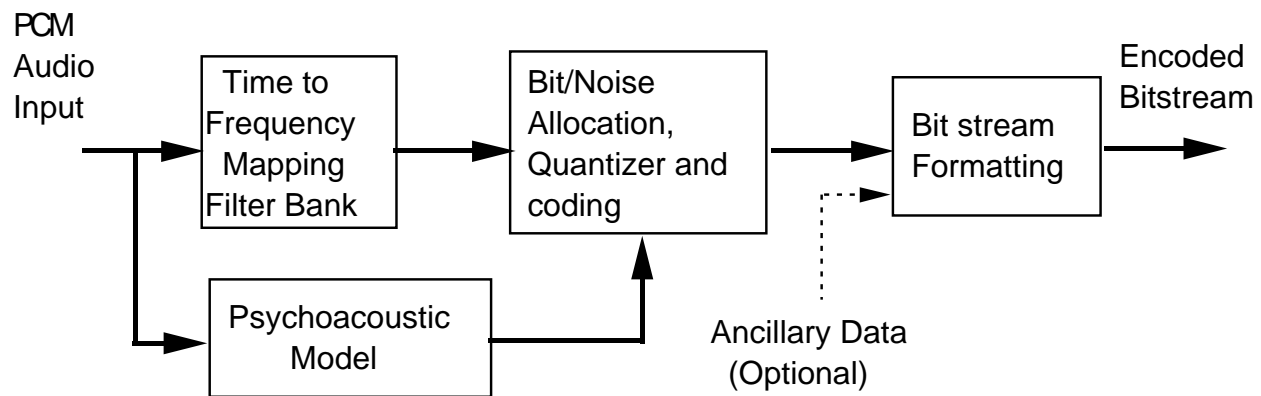 PCM
Audio
Input
Time to
Frequency
Mapping
Filter Bank
Bit/Noise
Allocation,
Quantizer and
coding
Bit stream
Formatting
Encoded
Bitstream
Psychoacoustic
Model
Ancillary Data
(Optional)